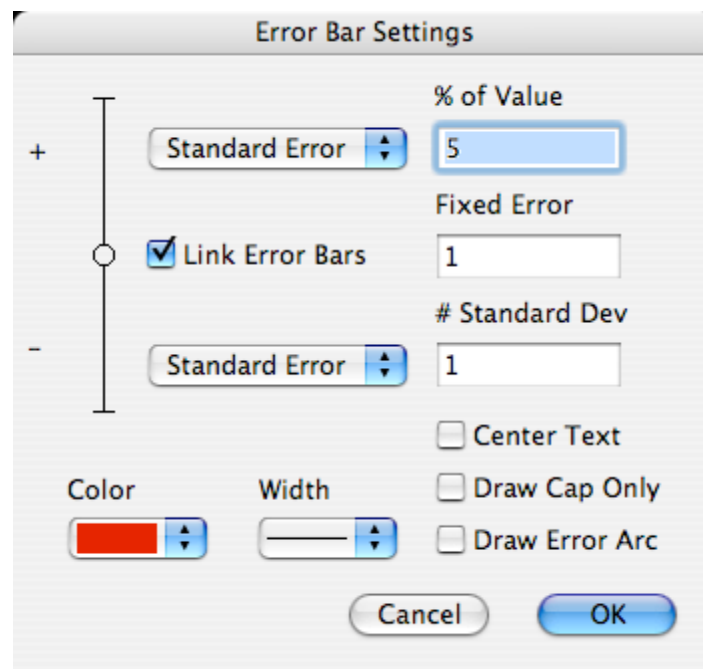 Error Bar Settings
% of Value
+
Standard Error
5
Fixed Error
Link Error Bars
1
# Standard Dev
–
Standard Error
1
Center Text
Color
Width
Draw Cap Only
Draw Error Arc
Cancel
OK